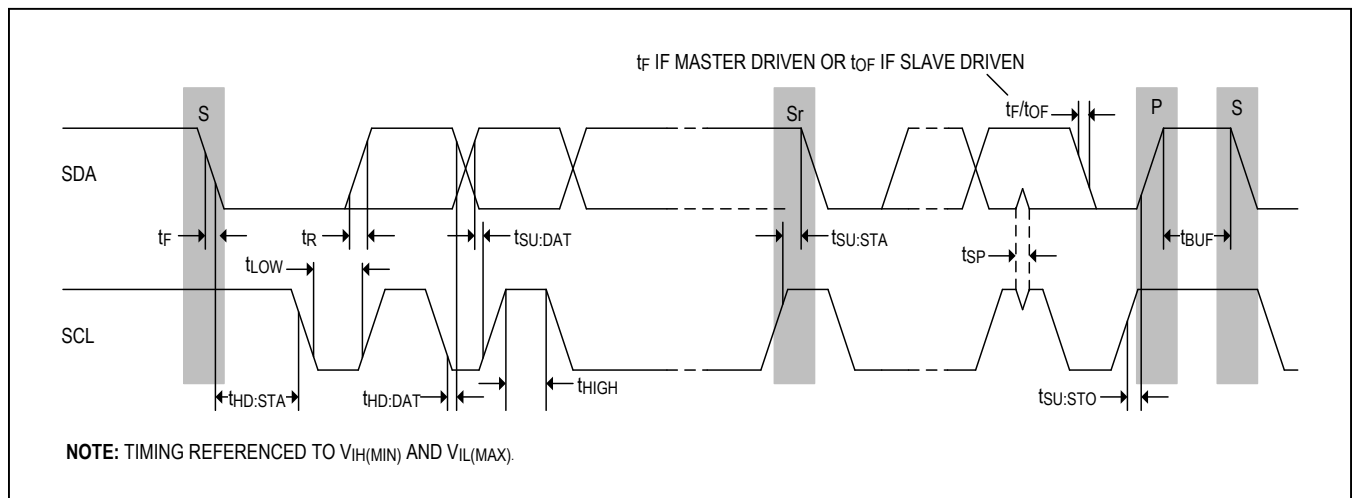 tF IF MASTER DRIVEN OR tOF IF SLAVE DRIVEN
S
Sr
tF/tOF
P
S
SDA
tF
tR
tSU:DAT
tSU:STA
tBUF
tLOW
tSP
SCL
tHD:STA
tHD:DAT
tHIGH
tSU:STO
NOTE: TIMING REFERENCED TO VIH(MIN) AND VIL(MAX).